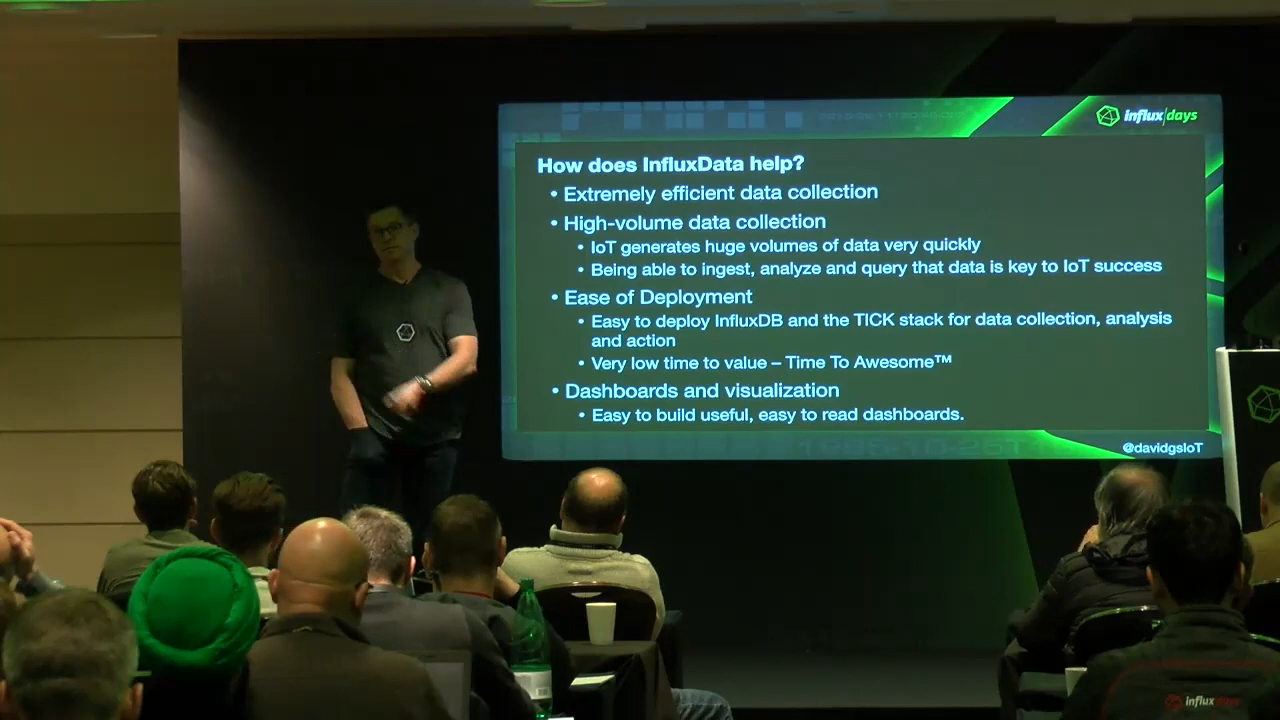 influx/days
How does InfluxData help?
• Extremely efficient data collection
• High-volume data collection
• IoT generates huge volumes of data very quickly
• Being able to ingest, analyze and query that data is key to IoT success
• Ease of Deployment
• Easy to deploy InfluxDB and the TICK stack for data collection, analysis
and action
• Very low time to value – Time To Awesome™
• Dashboards and visualization
• Easy to build useful, easy to read dashboards.
@davidgsIoT
influxdays